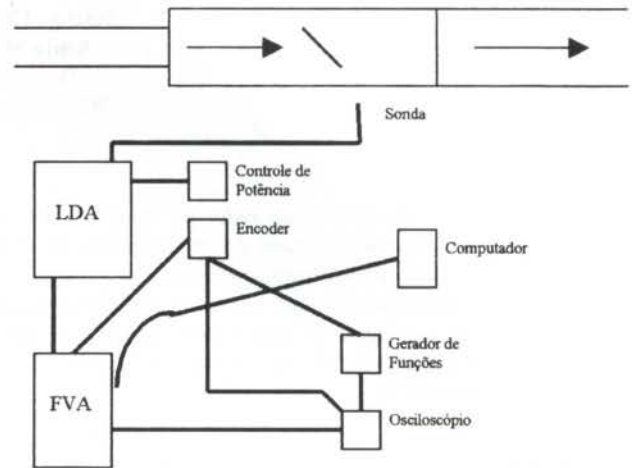 Sonda
LDA
Controle de
Potência
Encoder
Computador
Gerador de
Funções
FVA
Osciloscópio